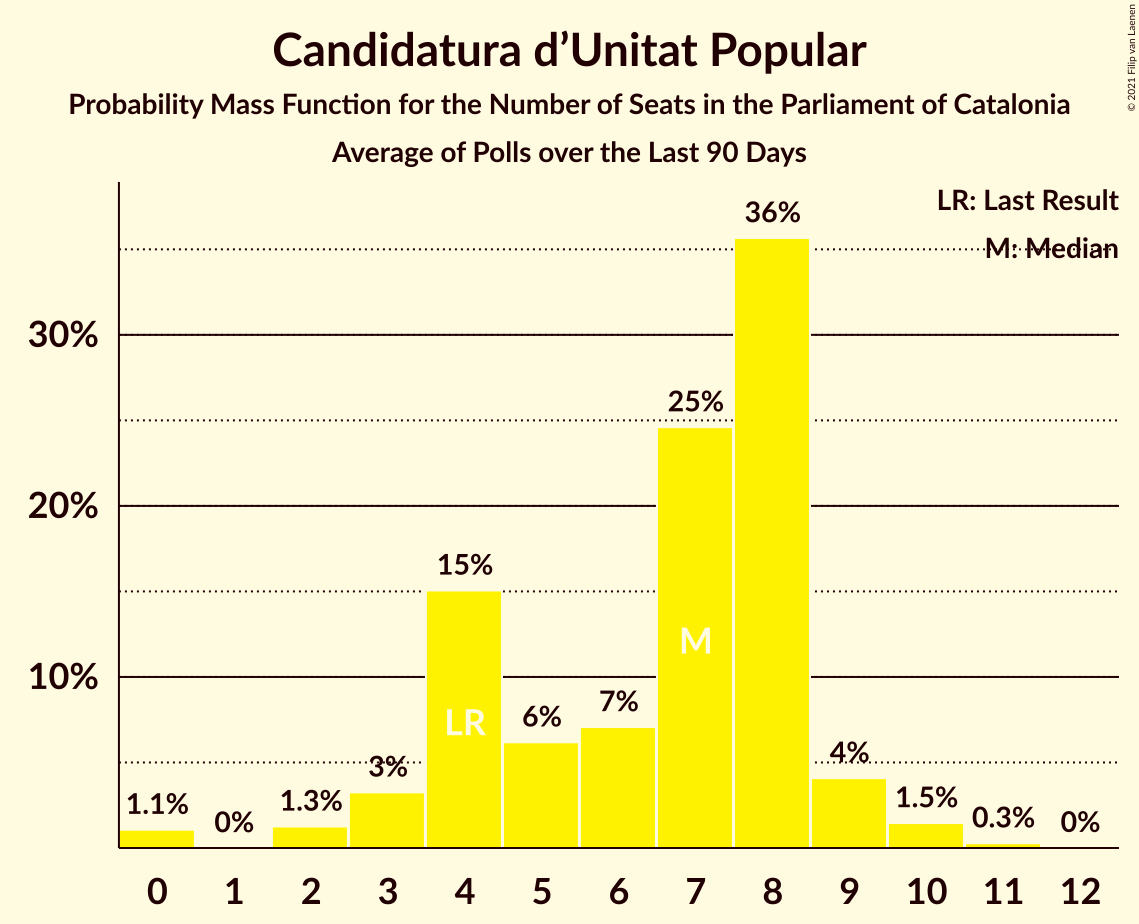 Candidatura d’Unitat Popular
Probability Mass Function for the Number of Seats in the Parliament of Catalonia
Average of Polls over the Last 90 Days
© 2021 Filip van Laenen
LR: Last Result
M: Median
36%
30%
25%
20%
15%
M
10%
LR
7%
6%
4%
3%
1.5%
1.3%
1.1%
0.3%
0%
0%
0 1 2 3 4 5 6 7 8 9 10 11 12